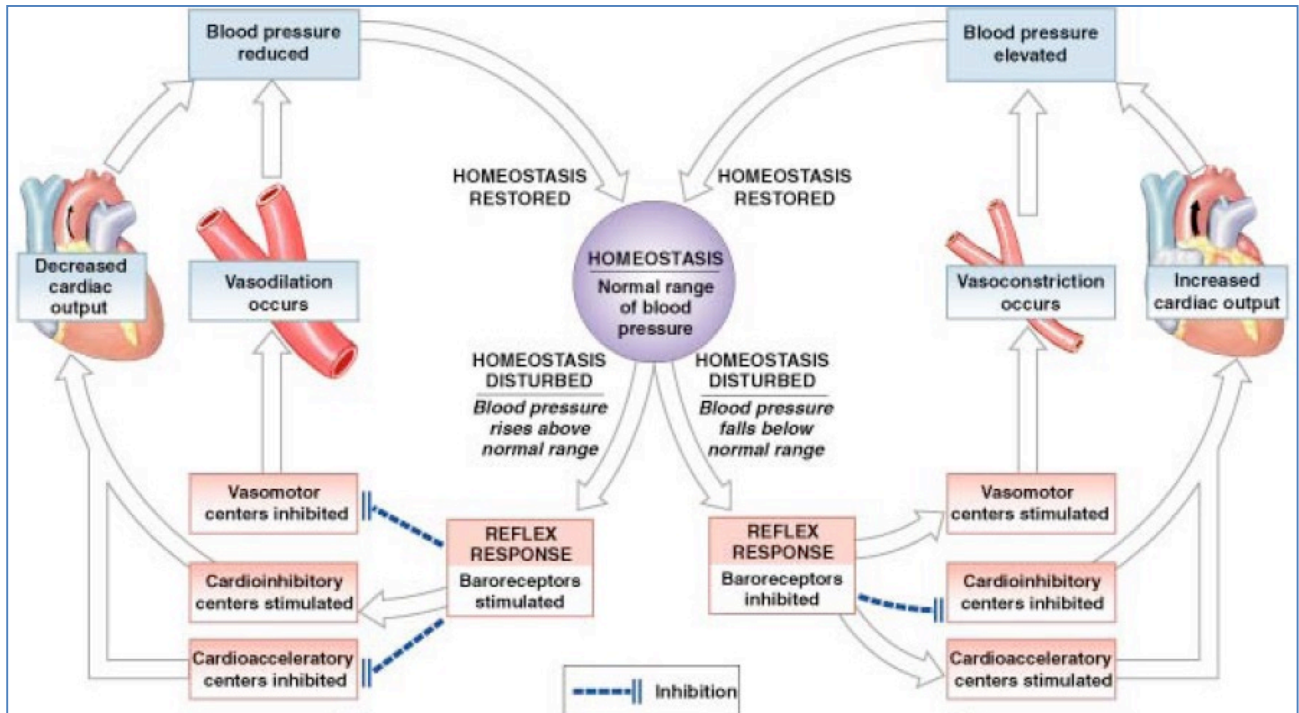 Blood pressure
reduced
Blood pressure
elevated
HOMEOSTASIS
RESTORED
HOMEOSTASIS
RESTORED
Decreased
cardiac
output
Vasodilation
occurs
HOMEOSTASIS
Normal range
of blood
pressure
Vasoconstriction
occurs
Increased
cardiac output
HOMEOSTASIS
DISTURBED
Blood pressure
rises above
normal range
HOMEOSTASIS
DISTURBED
Blood pressure
falls below
normal range
Vasomotor
centers inhibited
Cardioinhibitory
centers stimulated
Cardioacceleratory
centers inhibited
REFLEX
RESPONSE
Baroreceptors
stimulated
REFLEX
RESPONSE
Baroreceptors
inhibited
Vasomotor
centers stimulated
Cardioinhibitory
centers inhibited
Cardioacceleratory
centers stimulated
Inhibition